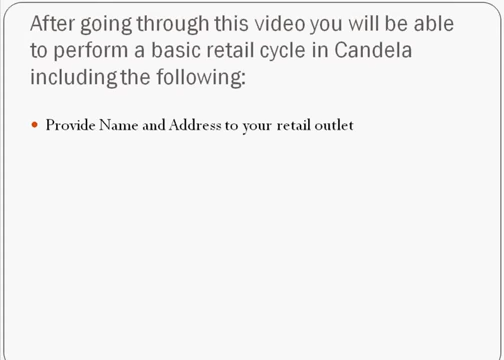 After going through this video you will be able
to perform a basic retail cycle in Candela
including the following:
• Provide Name and Address to your retail outlet